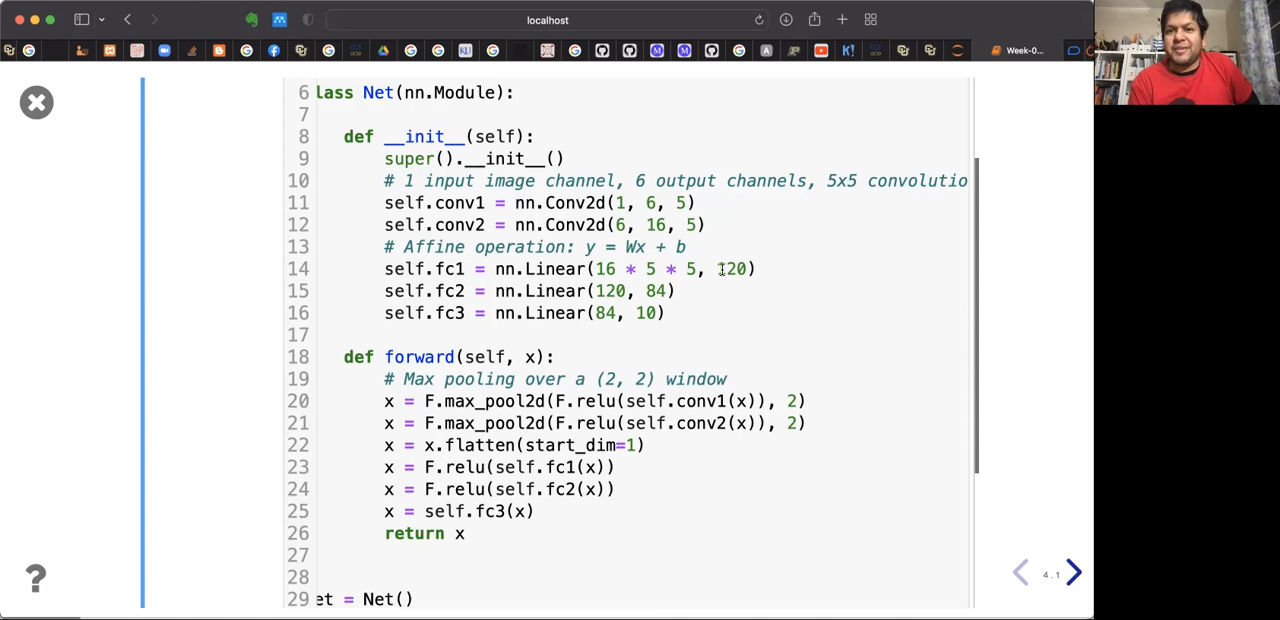 localhost
KU
M
M
A
K!
Week-0...
6 lass Net(nn.Module):
7
8 def __init__(self):
9 super().__init__()
10 # 1 input image channel, 6 output channels, 5x5 convolutio
11 self.conv1 = nn.Conv2d(1, 6, 5)
12 self.conv2 = nn.Conv2d(6, 16, 5)
13 # Affine operation: y = Wx + b
14 self.fc1 = nn.Linear(16 * 5 * 5, 120)
15 self.fc2 = nn.Linear(120, 84)
16 self.fc3 = nn.Linear(84, 10)
17
18 def forward(self, x):
19 # Max pooling over a (2, 2) window
20 x = F.max_pool2d(F.relu(self.conv1(x)), 2)
21 x = F.max_pool2d(F.relu(self.conv2(x)), 2)
22 x = x.flatten(start_dim=1)
23 x = F.relu(self.fc1(x))
24 x = F.relu(self.fc2(x))
25 x = self.fc3(x)
26 return x
27
28
29 et = Net()
?
4.1